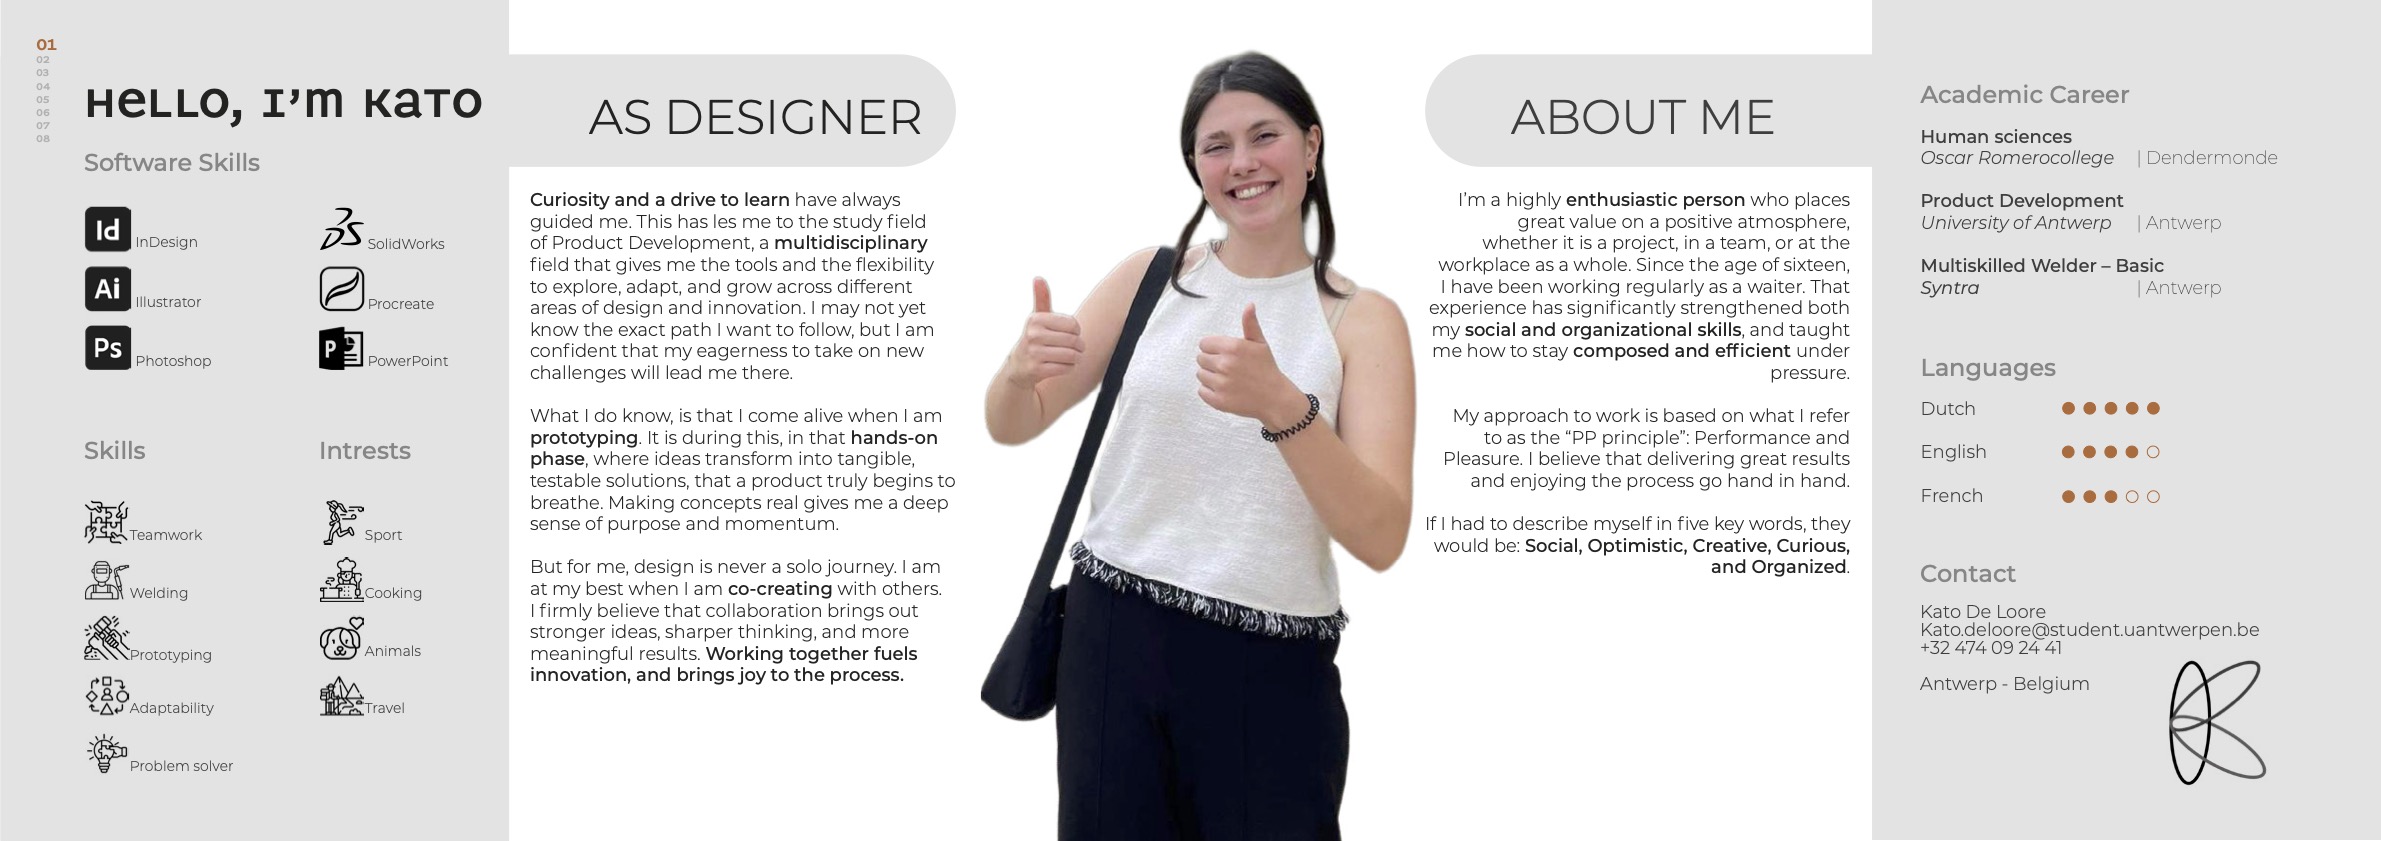 01
02
03
04
05
06
07
08
Hello, I'm Kato
Software Skills
Id InDesign
Ai Illustrator
Ps Photoshop
SolidWorks
Procreate
P PowerPoint
Skills
Teamwork
Welding
Prototyping
Adaptability
Problem solver
Intrests
Sport
Cooking
Animals
Travel
AS DESIGNER
Curiosity and a drive to learn have always
guided me. This has les me to the study field
of Product Development, a multidisciplinary
field that gives me the tools and the flexibility
to explore, adapt, and grow across different
areas of design and innovation. I may not yet
know the exact path I want to follow, but I am
confident that my eagerness to take on new
challenges will lead me there.
What I do know, is that I come alive when I am
prototyping. It is during this, in that hands-on
phase, where ideas transform into tangible,
testable solutions, that a product truly begins to
breathe. Making concepts real gives me a deep
sense of purpose and momentum.
But for me, design is never a solo journey. I am
at my best when I am co-creating with others.
I firmly believe that collaboration brings out
stronger ideas, sharper thinking, and more
meaningful results. Working together fuels
innovation, and brings joy to the process.
ABOUT ME
I'm a highly enthusiastic person who places
great value on a positive atmosphere,
whether it is a project, in a team, or at the
workplace as a whole. Since the age of sixteen,
I have been working regularly as a waiter. That
experience has significantly strengthened both
my social and organizational skills, and taught
me how to stay composed and efficient under
pressure.
My approach to work is based on what I refer
to as the “PP principle”: Performance and
Pleasure. I believe that delivering great results
and enjoying the process go hand in hand.
If I had to describe myself in five key words, they
would be: Social, Optimistic, Creative, Curious,
and Organized.
Academic Career
Human sciences
Oscar Romerocollege | Dendermonde
Product Development
University of Antwerp | Antwerp
Multiskilled Welder – Basic
Syntra | Antwerp
Languages
Dutch
English
French
Contact
Kato De Loore
Kato.deloore@student.uantwerpen.be
+32 474 09 24 41
Antwerp - Belgium